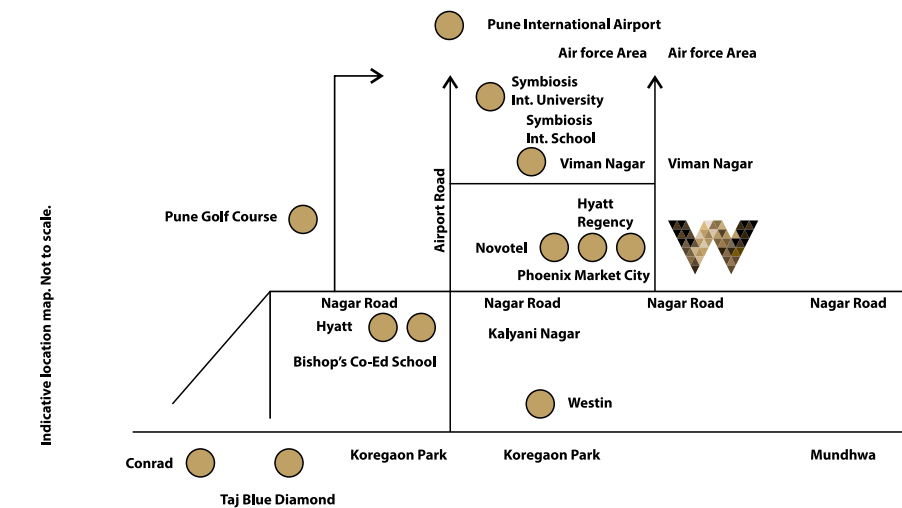 Pune International Airport
Air force Area
Air force Area
Symbiosis
Int. University
Symbiosis
Int. School
Viman Nagar
Viman Nagar
Airport Road
Pune Golf Course
Hyatt
Regency
Novotel
Phoenix Market City
Nagar Road
Nagar Road
Nagar Road
Nagar Road
Hyatt
Kalyani Nagar
Bishop's Co-Ed School
Westin
Koregaon Park
Koregaon Park
Mundhwa
Conrad
Taj Blue Diamond
Indicative location map. Not to scale.
W